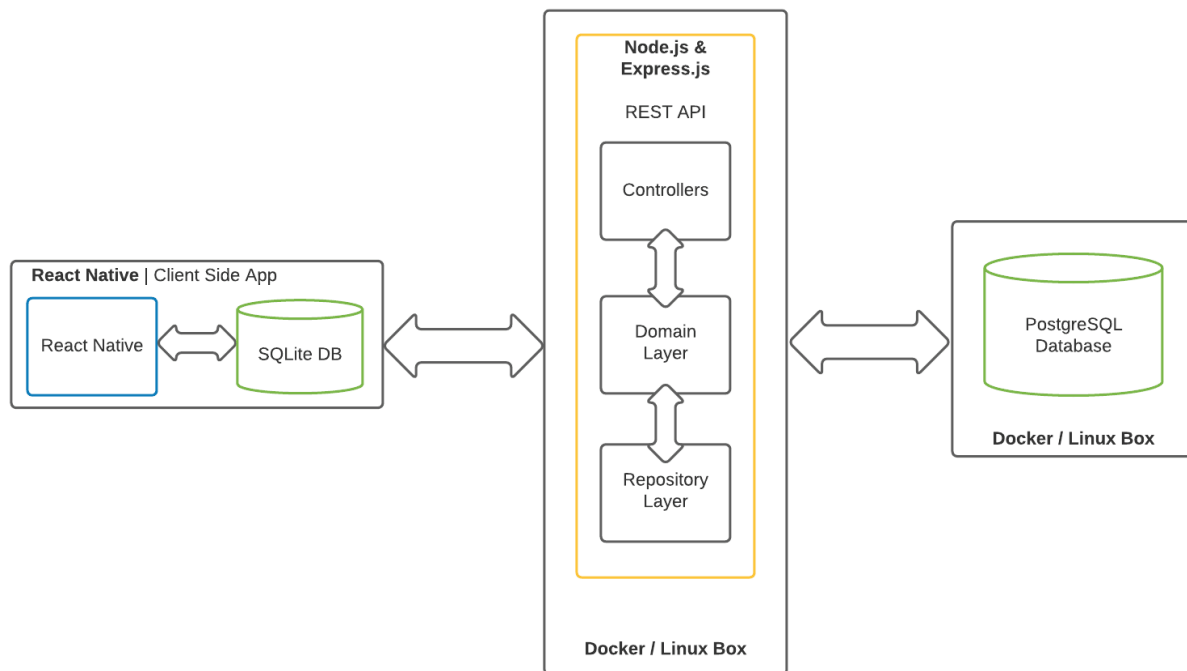 React Native | Client Side App
React Native
SQLite DB
Node.js &
Express.js
REST API
Controllers
Domain
Layer
Repository
Layer
Docker / Linux Box
PostgreSQL
Database
Docker / Linux Box